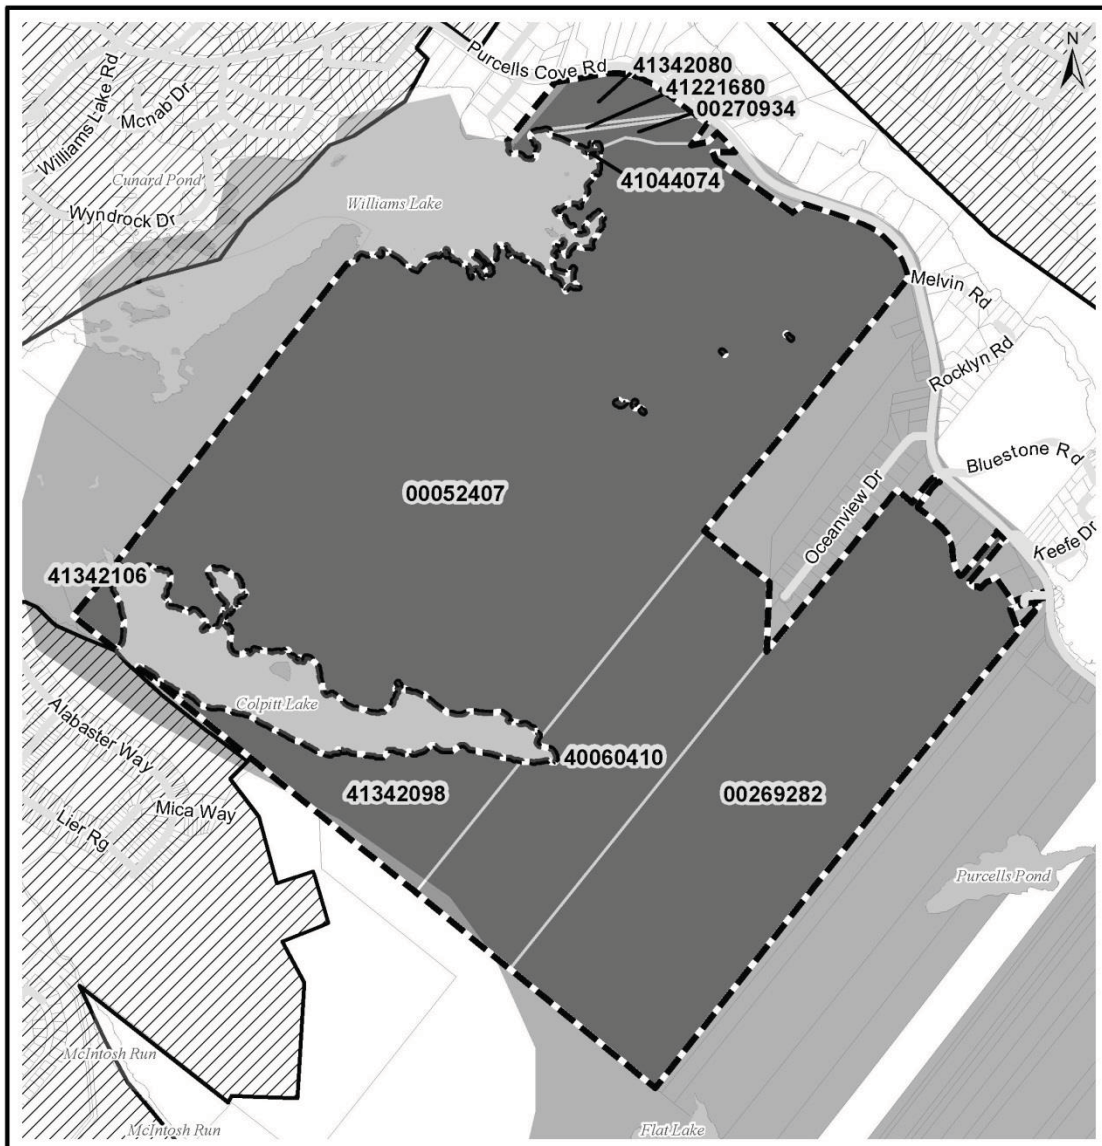 N
Purcells Cove Rd
41342080
41221680
00270934
Williams Lake Rd
Mcnab Dr
Cunard Pond
41044074
Williams Lake
Wyndrock Dr
Melvin Rd
Rocklyn Rd
Bluestone Rd
00052407
Oceanview Dr
Keefe Dr
41342106
Colpitt Lake
Alabaster Way
40060410
41342098
00269282
Mica Way
Lier Rg
Purcells Pond
McIntosh Run
McIntosh Run
Flat Lake